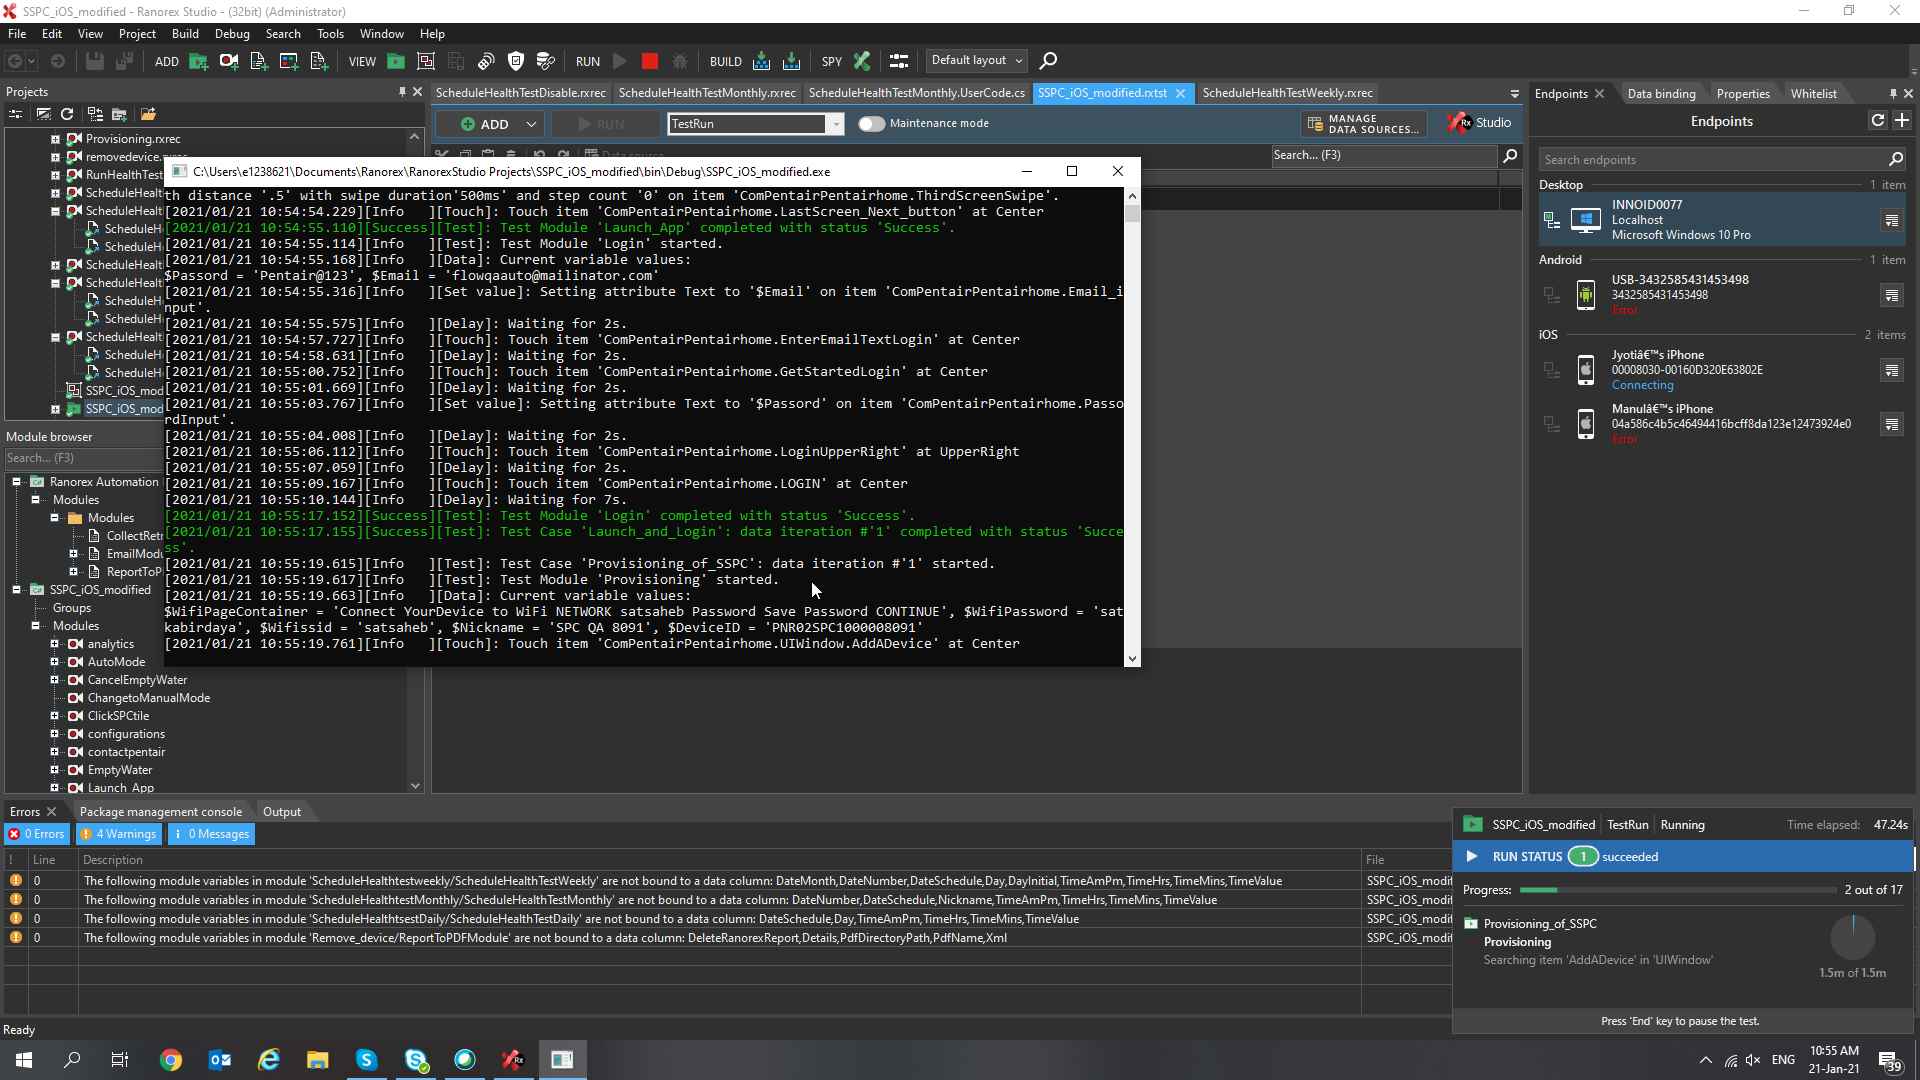 SSPC_iOS_modified - Ranorex Studio - (32bit) (Administrator)
File Edit View Project Build Debug Search Tools Window Help
ADD VIEW RUN BUILD SPY Default layout
Projects
Provisioning.rxrec
removedevice.rxrec
RunHealthTest
ScheduleHealt
ScheduleHealt
ScheduleH
ScheduleH
ScheduleHealt
ScheduleHealt
ScheduleH
ScheduleH
ScheduleHealt
ScheduleH
ScheduleH
SSPC_iOS_mod
SSPC_iOS_mod
Module browser
Search... (F3)
Ranorex Automation
Modules
Modules
CollectRetr
EmailModu
ReportToP
SSPC_iOS_modified
Groups
Modules
analytics
AutoMode
CancelEmptyWater
ChangetoManualMode
ClickSPCtile
configurations
contactpentair
EmptyWater
Launch_App
ScheduleHealthTestDisable.rxrec ScheduleHealthTestMonthly.rxrec ScheduleHealthTestMonthly.UserCode.cs SSPC_iOS_modified.rxtst ScheduleHealthTestWeekly.rxrec
ADD RUN TestRun Maintenance mode MANAGE DATA SOURCES... Rx Studio
Data source Search... (F3)
C:\Users\e1238621\Documents\Ranorex\RanorexStudio Projects\SSPC_iOS_modified\bin\Debug\SSPC_iOS_modified.exe
th distance '.5' with swipe duration'500ms' and step count '0' on item 'ComPentairPentairhome.ThirdScreenSwipe'.
[2021/01/21 10:54:54.229][Info   ][Touch]: Touch item 'ComPentairPentairhome.LastScreen_Next_button' at Center
[2021/01/21 10:54:55.110][Success][Test]: Test Module 'Launch_App' completed with status 'Success'.
[2021/01/21 10:54:55.114][Info   ][Test]: Test Module 'Login' started.
[2021/01/21 10:54:55.168][Info   ][Data]: Current variable values:
$Passord = 'Pentair@123', $Email = 'flowqaauto@mailinator.com'
[2021/01/21 10:54:55.316][Info   ][Set value]: Setting attribute Text to '$Email' on item 'ComPentairPentairhome.Email_i
nput'.
[2021/01/21 10:54:55.575][Info   ][Delay]: Waiting for 2s.
[2021/01/21 10:54:57.727][Info   ][Touch]: Touch item 'ComPentairPentairhome.EnterEmailTextLogin' at Center
[2021/01/21 10:54:58.631][Info   ][Delay]: Waiting for 2s.
[2021/01/21 10:55:00.752][Info   ][Touch]: Touch item 'ComPentairPentairhome.GetStartedLogin' at Center
[2021/01/21 10:55:01.669][Info   ][Delay]: Waiting for 2s.
[2021/01/21 10:55:03.767][Info   ][Set value]: Setting attribute Text to '$Passord' on item 'ComPentairPentairhome.Passo
rdInput'.
[2021/01/21 10:55:04.008][Info   ][Delay]: Waiting for 2s.
[2021/01/21 10:55:06.112][Info   ][Touch]: Touch item 'ComPentairPentairhome.LoginUpperRight' at UpperRight
[2021/01/21 10:55:07.059][Info   ][Delay]: Waiting for 2s.
[2021/01/21 10:55:09.167][Info   ][Touch]: Touch item 'ComPentairPentairhome.LOGIN' at Center
[2021/01/21 10:55:10.144][Info   ][Delay]: Waiting for 7s.
[2021/01/21 10:55:17.152][Success][Test]: Test Module 'Login' completed with status 'Success'.
[2021/01/21 10:55:17.155][Success][Test]: Test Case 'Launch_and_Login': data iteration #'1' completed with status 'Succe
ss'.
[2021/01/21 10:55:19.615][Info   ][Test]: Test Case 'Provisioning_of_SSPC': data iteration #'1' started.
[2021/01/21 10:55:19.617][Info   ][Test]: Test Module 'Provisioning' started.
[2021/01/21 10:55:19.663][Info   ][Data]: Current variable values:
$WifiPageContainer = 'Connect YourDevice to WiFi NETWORK satsaheb Password Save Password CONTINUE', $WifiPassword = 'sat
kabirdaya', $Wifissid = 'satsaheb', $Nickname = 'SPC QA 8091', $DeviceID = 'PNR02SPC1000008091'
[2021/01/21 10:55:19.761][Info   ][Touch]: Touch item 'ComPentairPentairhome.UIWindow.AddADevice' at Center
Endpoints Data binding Properties Whitelist
Endpoints
Search endpoints
Desktop 1 item
INNOID0077
Localhost
Microsoft Windows 10 Pro
Android 1 item
USB-3432585431453498
3432585431453498
Error
iOS 2 items
Jyotiâ€™s iPhone
00008030-00160D320E63802E
Connecting
Manulâ€™s iPhone
04a586c4b5c46494416bcff8da123e12473924e0
Error
Errors Package management console Output
0 Errors 4 Warnings 0 Messages
! Line Description File
0 The following module variables in module 'ScheduleHealthtestweekly/ScheduleHealthTestWeekly' are not bound to a data column: DateMonth,DateNumber,DateSchedule,Day,DayInitial,TimeAmPm,TimeHrs,TimeMins,TimeValue SSPC_iOS_modif
0 The following module variables in module 'ScheduleHealthtestMonthly/ScheduleHealthTestMonthly' are not bound to a data column: DateNumber,DateSchedule,Nickname,TimeAmPm,TimeHrs,TimeMins,TimeValue SSPC_iOS_modif
0 The following module variables in module 'ScheduleHealthtsestDaily/ScheduleHealthTestDaily' are not bound to a data column: DateSchedule,Day,TimeAmPm,TimeHrs,TimeMins,TimeValue SSPC_iOS_modif
0 The following module variables in module 'Remove_device/ReportToPDFModule' are not bound to a data column: DeleteRanorexReport,Details,PdfDirectoryPath,PdfName,Xml SSPC_iOS_modif
SSPC_iOS_modified TestRun Running Time elapsed: 47.24s
RUN STATUS 1 succeeded
Progress: 2 out of 17
Provisioning_of_SSPC
Provisioning
Searching item 'AddADevice' in 'UIWindow'
1.5m of 1.5m
Press 'End' key to pause the test.
Ready
ENG 10:55 AM
21-Jan-21
39